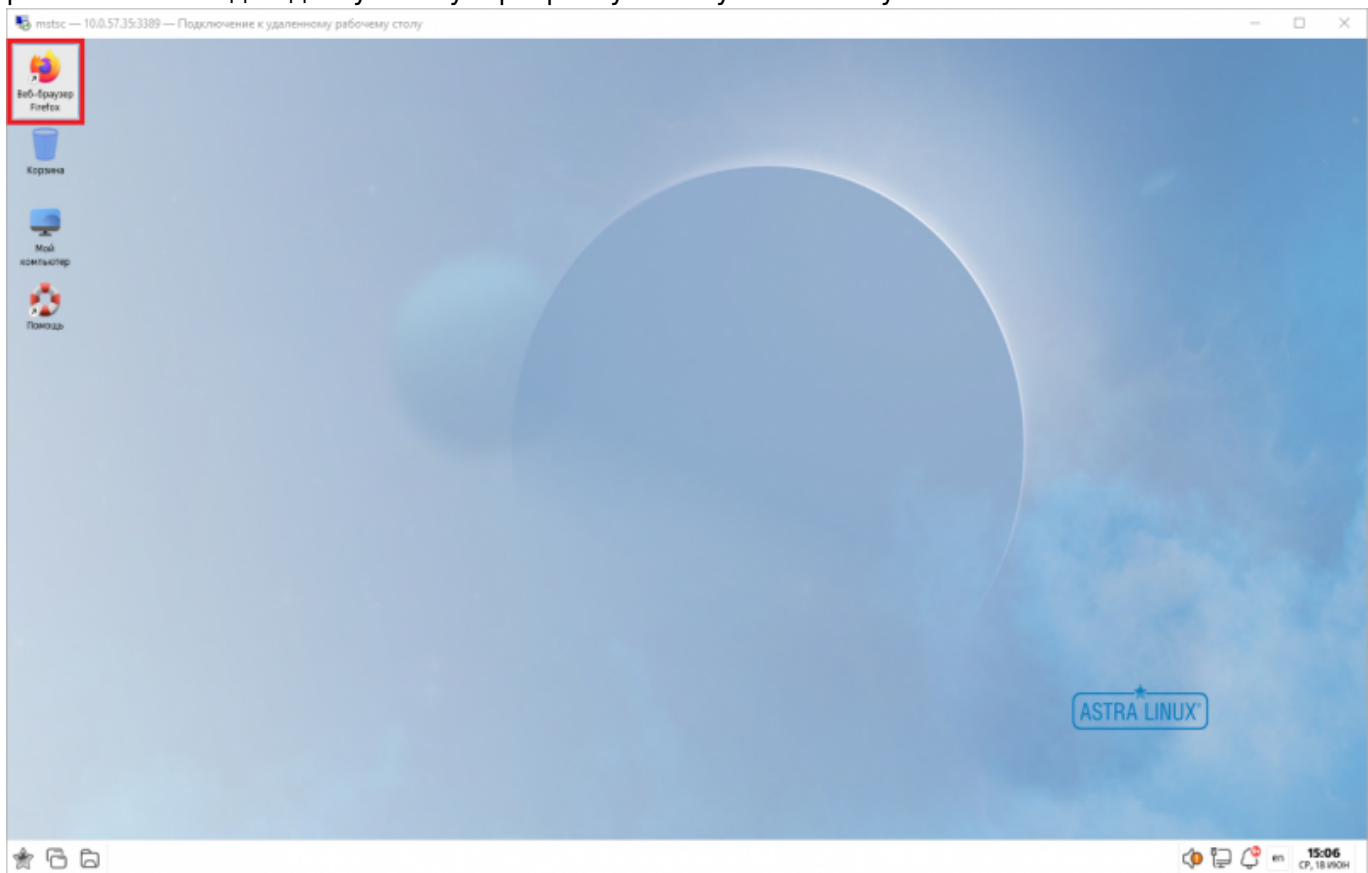 mstsc — 10.0.57.35:3389 — Подключение к удаленному рабочему столу
Веб-браузер
Firefox
Корзина
Мой
компьютер
Помощь
ASTRA LINUX®
en
15:06
СР, 18 ИЮН